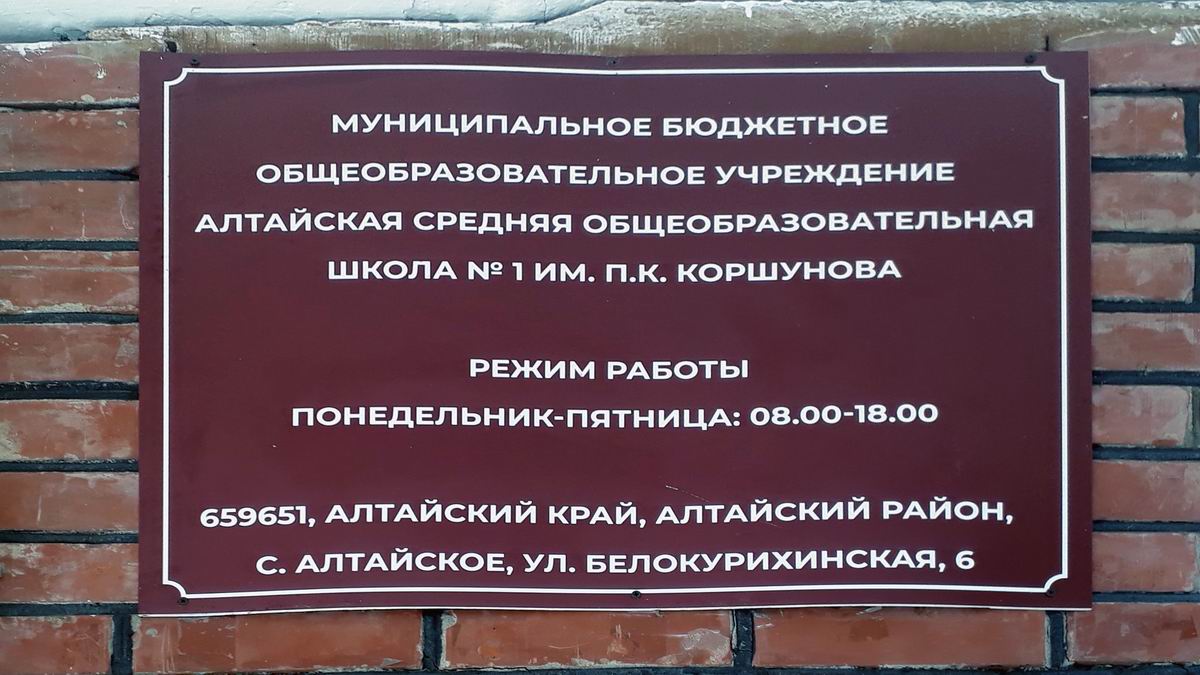 МУНИЦИПАЛЬНОЕ БЮДЖЕТНОЕ
ОБЩЕОБРАЗОВАТЕЛЬНОЕ УЧРЕЖДЕНИЕ
АЛТАЙСКАЯ СРЕДНЯЯ ОБЩЕОБРАЗОВАТЕЛЬНАЯ
ШКОЛА № 1 ИМ. П.К. КОРШУНОВА
РЕЖИМ РАБОТЫ
ПОНЕДЕЛЬНИК-ПЯТНИЦА: 08.00-18.00
659651, АЛТАЙСКИЙ КРАЙ, АЛТАЙСКИЙ РАЙОН,
С. АЛТАЙСКОЕ, УЛ. БЕЛОКУРИХИНСКАЯ, 6